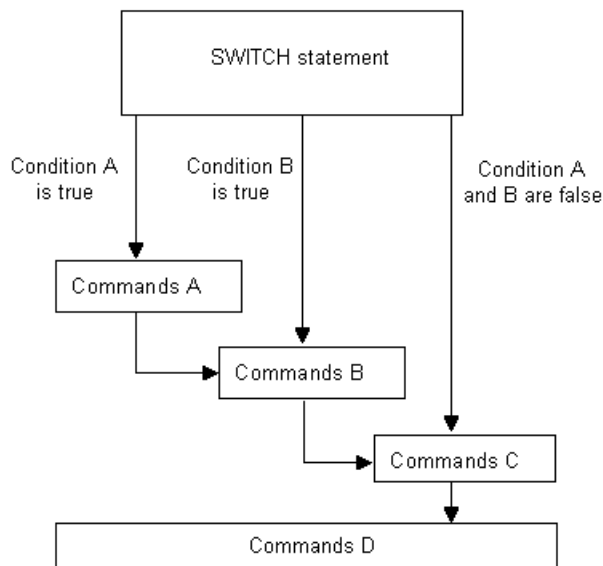 SWITCH statement
Condition A
is true
Condition B
is true
Condition A
and B are false
Commands A
Commands B
Commands C
Commands D